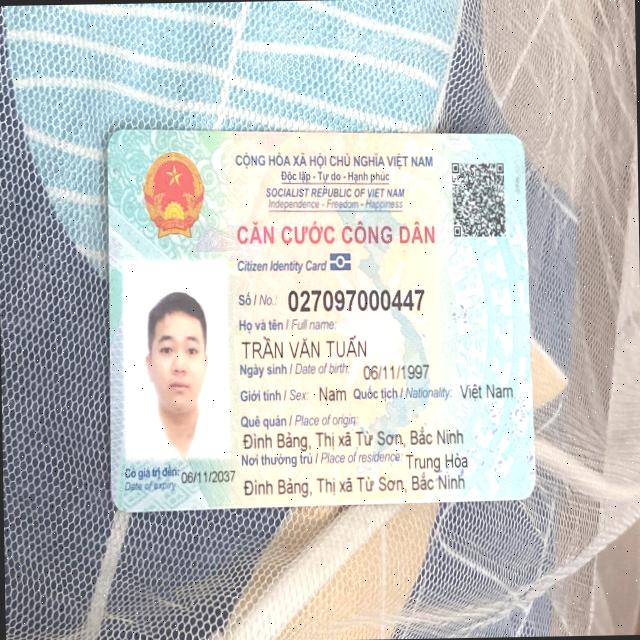 CỘNG HÒA XÃ HỘI CHỦ NGHĨA VIỆT NAM
Độc lập - Tự do - Hạnh phúc
SOCIALIST REPUBLIC OF VIET NAM
Independence - Freedom - Happiness
CĂN CƯỚC CÔNG DÂN
Citizen Identity Card
Số / No.: 027097000447
Họ và tên / Full name:
TRẦN VĂN TUẤN
Ngày sinh / Date of birth: 06/11/1997
Giới tính / Sex: Nam Quốc tịch / Nationality: Việt Nam
Quê quán / Place of origin:
Đình Bảng, Thị xã Từ Sơn, Bắc Ninh
Nơi thường trú / Place of residence: Trung Hòa
Đình Bảng, Thị xã Từ Sơn, Bắc Ninh
Có giá trị đến: 06/11/2037
Date of expiry